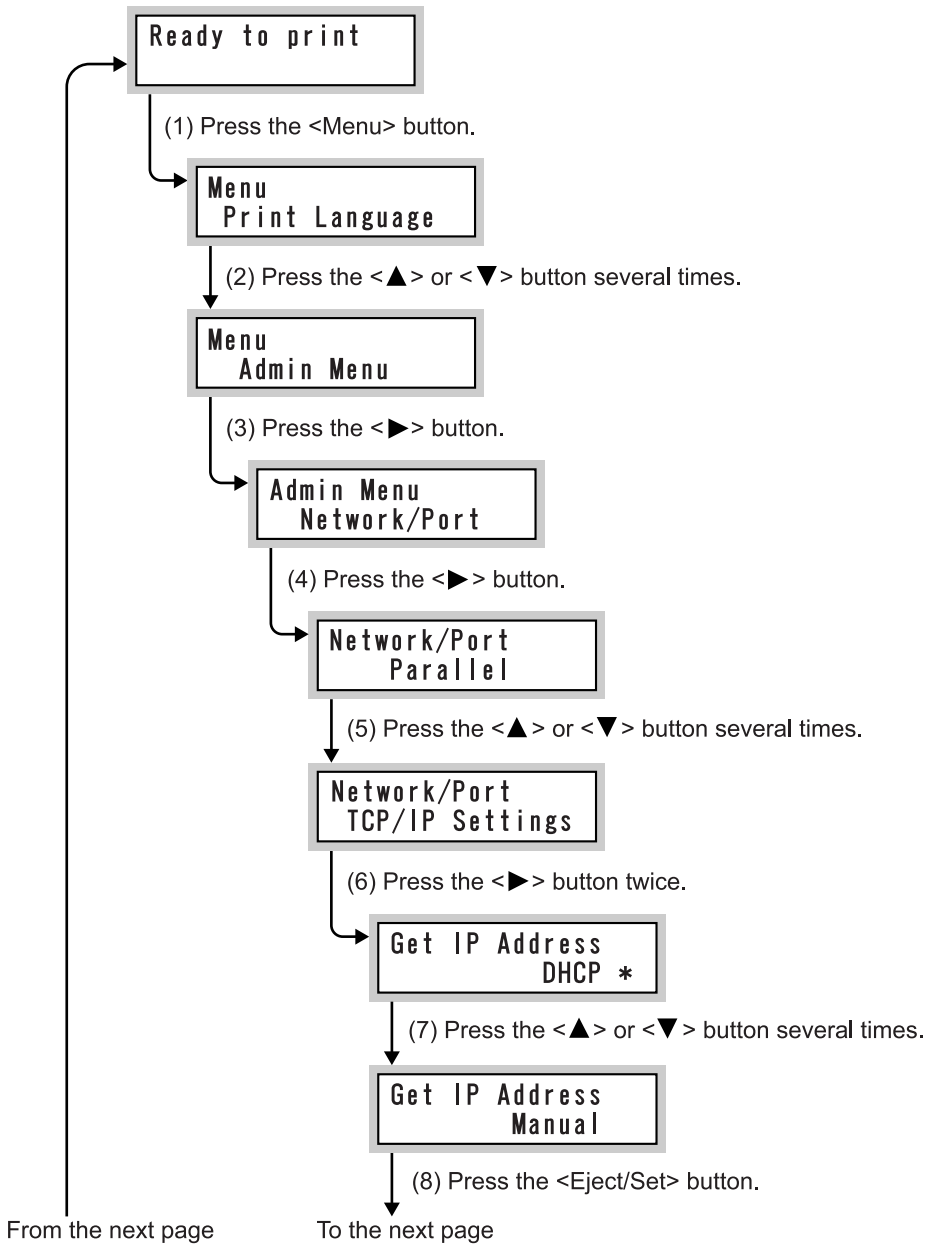 Ready to print
(1) Press the <Menu> button.
Menu
Print Language
(2) Press the <▲> or <▼> button several times.
Menu
Admin Menu
(3) Press the <▶> button.
Admin Menu
Network/Port
(4) Press the <▶> button.
Network/Port
Parallel
(5) Press the <▲> or <▼> button several times.
Network/Port
TCP/IP Settings
(6) Press the <▶> button twice.
Get IP Address
DHCP *
(7) Press the <▲> or <▼> button several times.
Get IP Address
Manual
(8) Press the <Eject/Set> button.
From the next page
To the next page